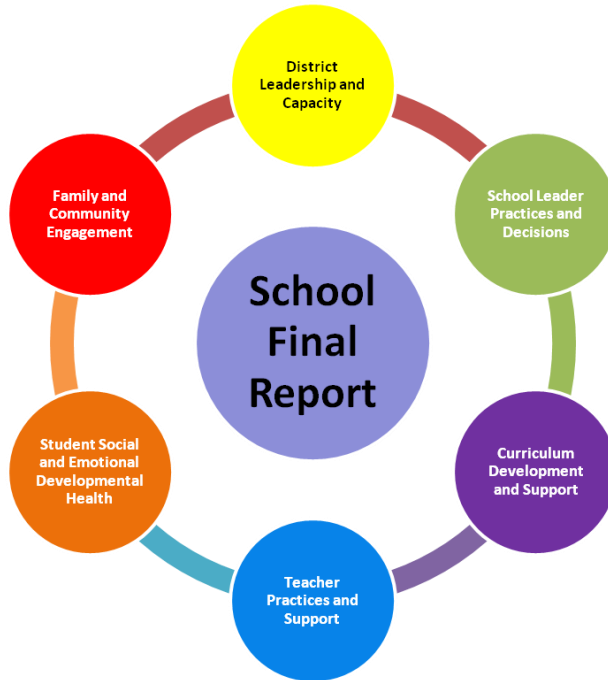 District
Leadership and
Capacity
School Leader
Practices and
Decisions
Curriculum
Development
and Support
Teacher
Practices and
Support
Student Social
and Emotional
Developmental
Health
Family and
Community
Engagement
School
Final
Report